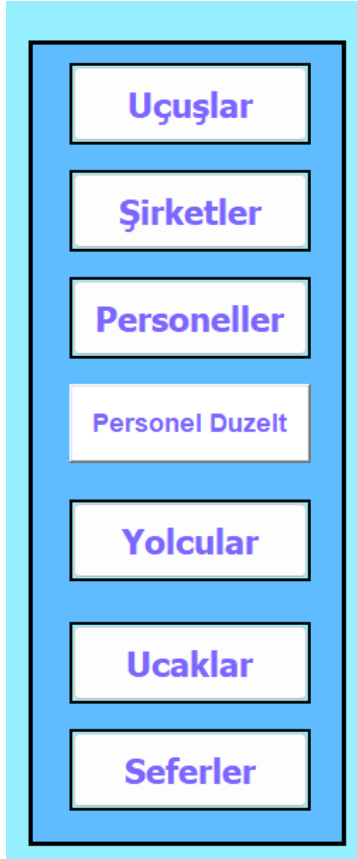 Uçuşlar
Şirketler
Personeller
Personel Duzelt
Yolcular
Ucaklar
Seferler